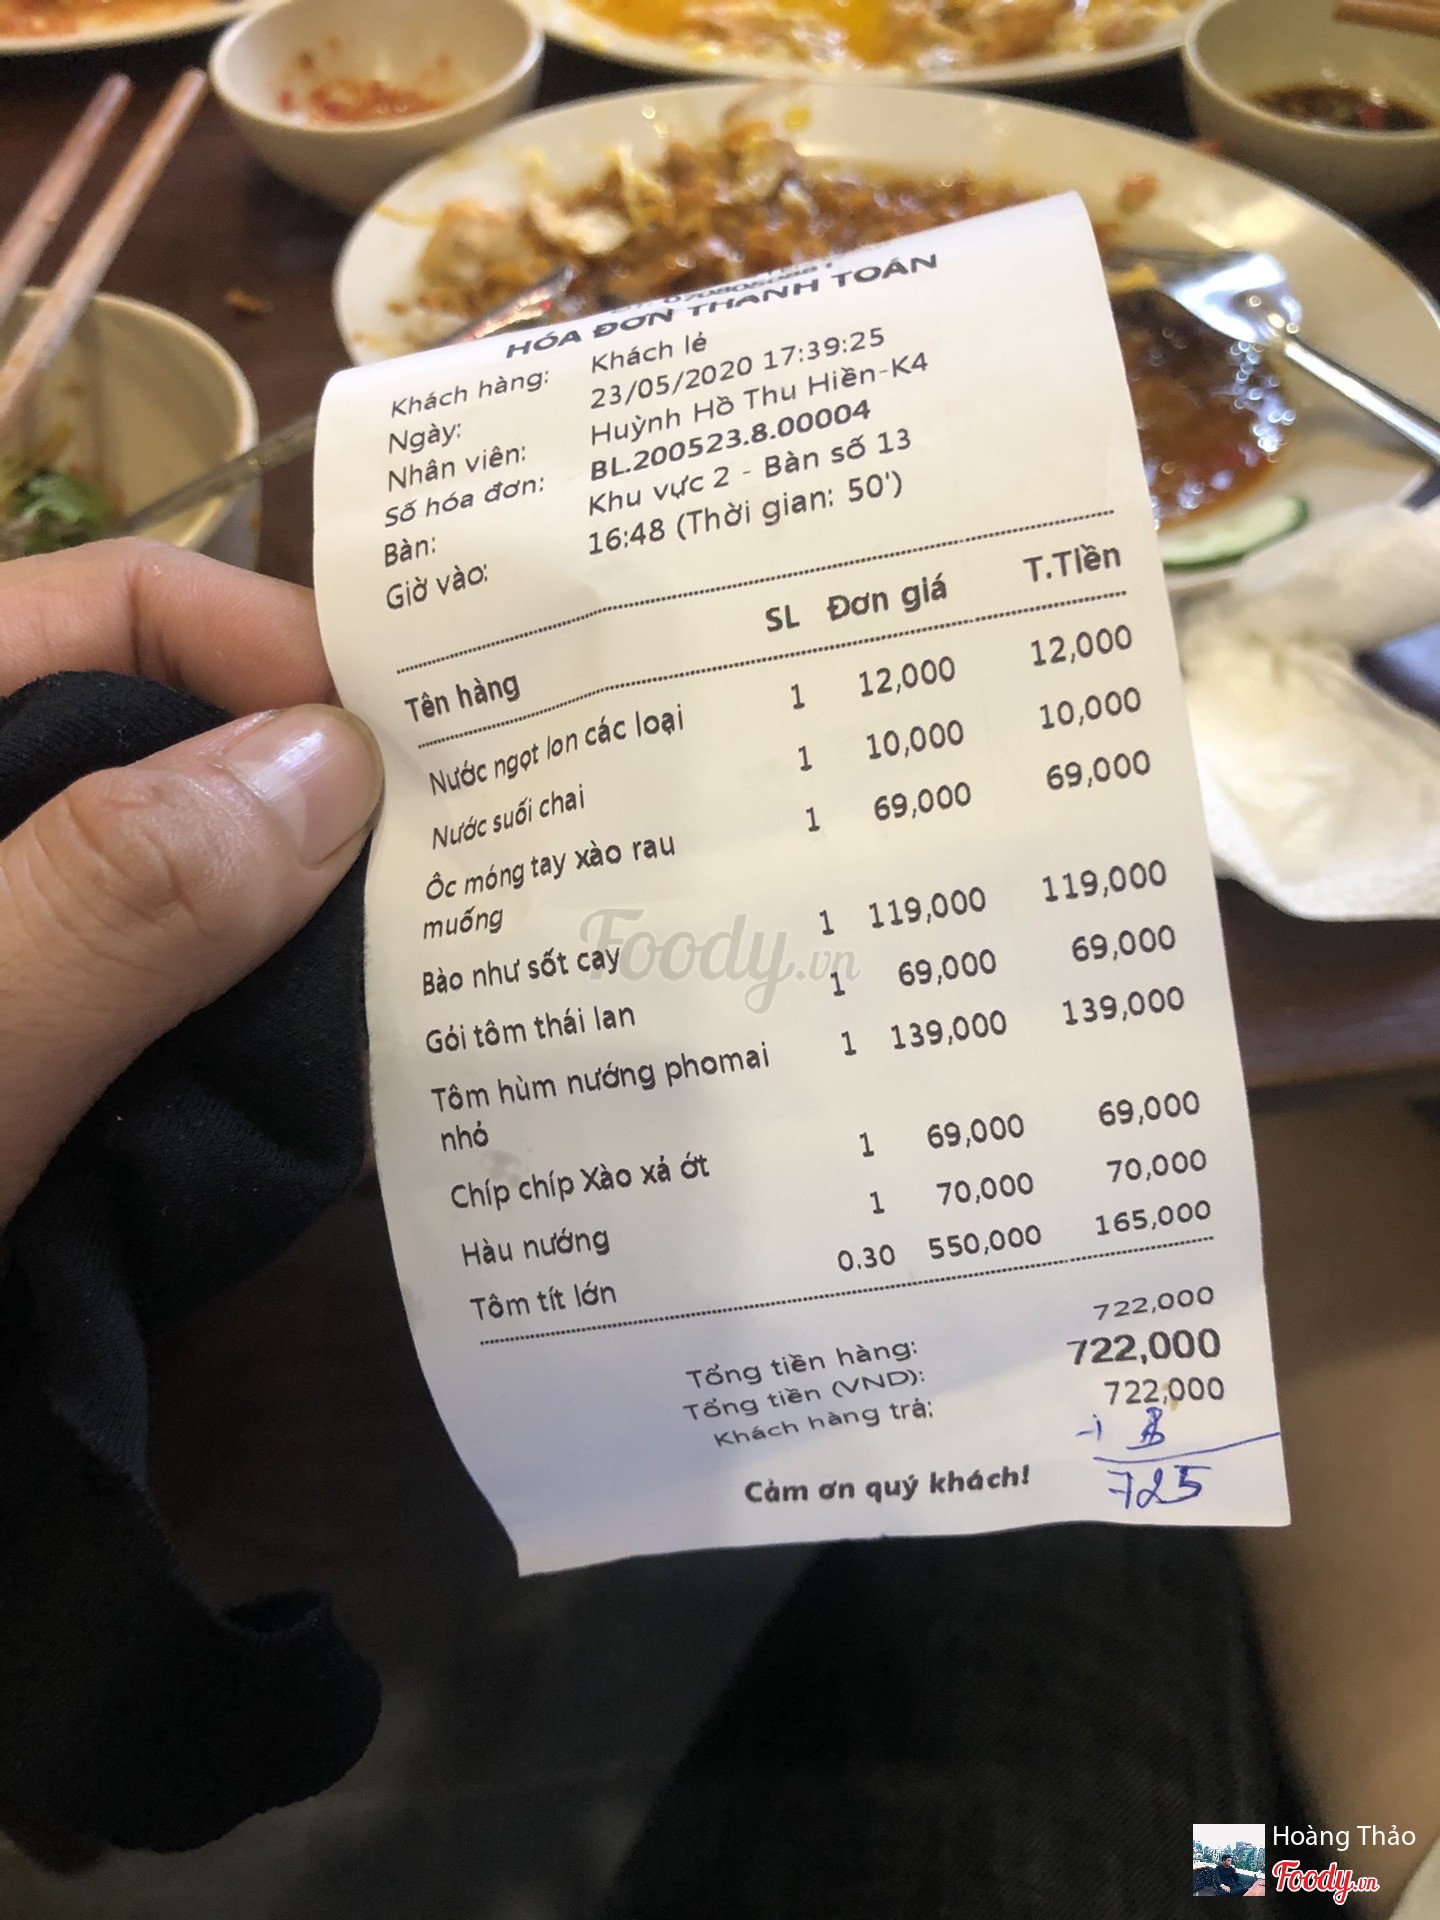 HÓA ĐƠN THANH TOÁN
Khách hàng: Khách lẻ
Ngày: 23/05/2020 17:39:25
Nhân viên: Huỳnh Hồ Thu Hiền-K4
Số hóa đơn: BL.200523.8.00004
Bàn: Khu vực 2 - Bàn số 13
Giờ vào: 16:48 (Thời gian: 50')
Tên hàng SL Đơn giá T.Tiền
Nước ngọt lon các loại 1 12,000 12,000
Nước suối chai 1 10,000 10,000
Ốc móng tay xào rau 1 69,000 69,000
muống
Bào như sốt cay 1 119,000 119,000
Gỏi tôm thái lan 1 69,000 69,000
Tôm hùm nướng phomai 1 139,000 139,000
nhỏ
Chíp chíp Xào xả ớt 1 69,000 69,000
Hàu nướng 1 70,000 70,000
Tôm tít lớn 0.30 550,000 165,000
Tổng tiền hàng: 722,000
Tổng tiền (VND): 722,000
Khách hàng trả: 722,000
725
Cảm ơn quý khách!
Foody.vn
Hoàng Thảo
Foody.vn